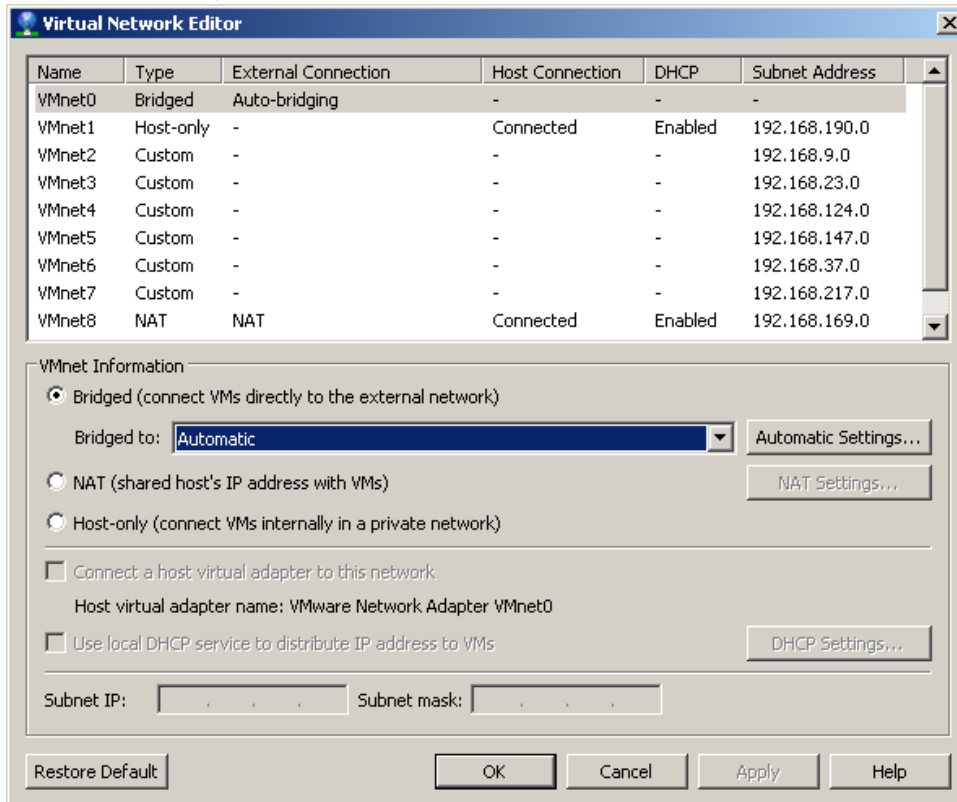 Virtual Network Editor
Name Type External Connection Host Connection DHCP Subnet Address
VMnet0 Bridged Auto-bridging - - -
VMnet1 Host-only - Connected Enabled 192.168.190.0
VMnet2 Custom - - - 192.168.9.0
VMnet3 Custom - - - 192.168.23.0
VMnet4 Custom - - - 192.168.124.0
VMnet5 Custom - - - 192.168.147.0
VMnet6 Custom - - - 192.168.37.0
VMnet7 Custom - - - 192.168.217.0
VMnet8 NAT NAT Connected Enabled 192.168.169.0
VMnet Information
Bridged (connect VMs directly to the external network)
Bridged to: Automatic Automatic Settings...
NAT (shared host's IP address with VMs) NAT Settings...
Host-only (connect VMs internally in a private network)
Connect a host virtual adapter to this network
Host virtual adapter name: VMware Network Adapter VMnet0
Use local DHCP service to distribute IP address to VMs DHCP Settings...
Subnet IP: . . . Subnet mask: . . .
Restore Default OK Cancel Apply Help